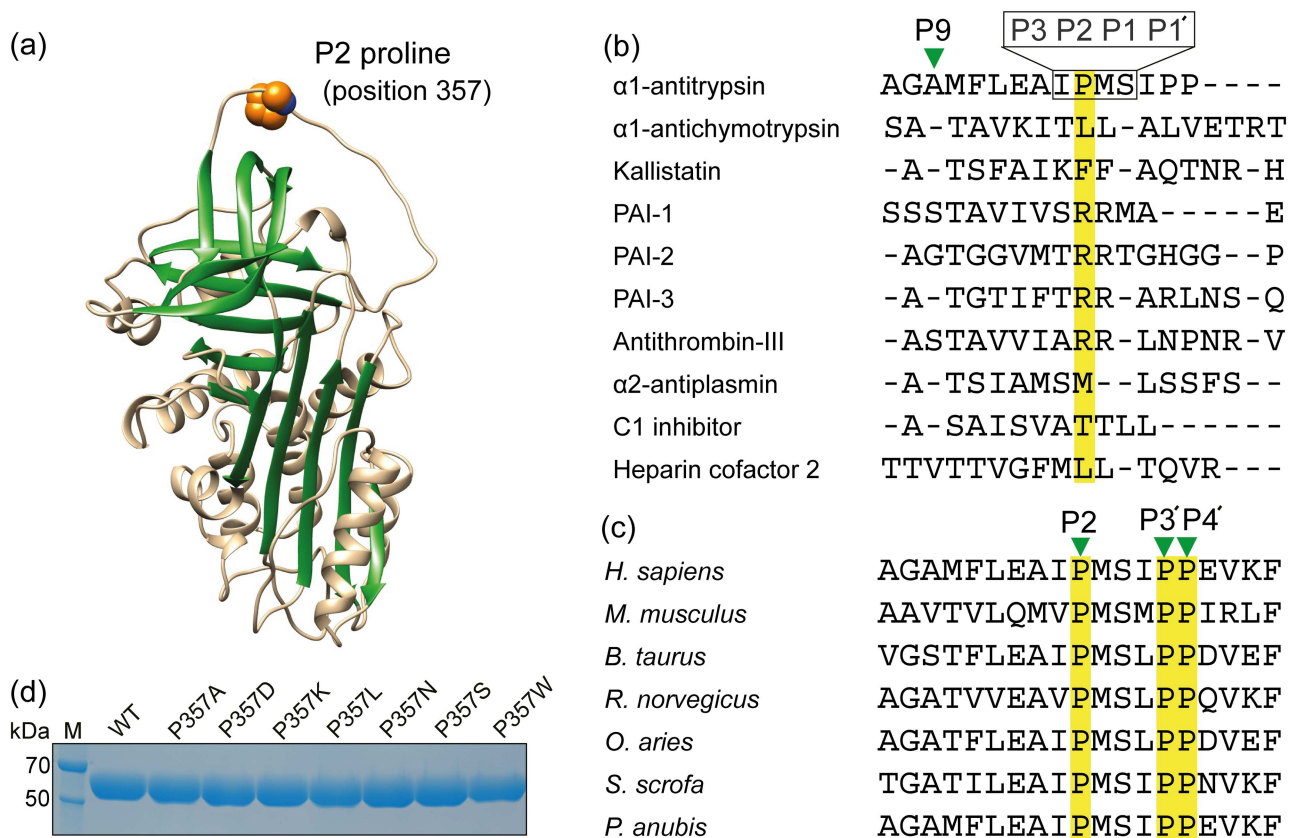 (a)
P2 proline
(position 357)
(b)
P3 P2 P1 P1′
P9
α1-antitrypsin AGAMFLEAIPMSIPP----
α1-antichymotrypsin SA-TAVKITLL-ALVETRT
Kallistatin -A-TSFAIKFF-AQTNR-H
PAI-1 SSSTAVIVSRRMA-----E
PAI-2 -AGTGGVMTRRTGHGG--P
PAI-3 -A-TGTIFTRR-ARLNS-Q
Antithrombin-III -ASTAVVIARR-LNPNR-V
α2-antiplasmin -A-TSIAMSM--LSSFS--
C1 inhibitor -A-SAISVATTLL------
Heparin cofactor 2 TTVTTVGFMLL-TQVR---
(c)
P2 P3′ P4′
H. sapiens AGAMFLEAIPMSIPPEVKF
M. musculus AAVTVLQMVPMSMPPIRLF
B. taurus VGSTFLEAIPMSLPPDVEF
R. norvegicus AGATVVEAVPMSLPPQVKF
O. aries AGATFLEAIPMSLPPDVEF
S. scrofa TGATILEAIPMSIPPNVKF
P. anubis AGAMFLEAIPMSIPPEVKF
(d)
kDa M WT P357A P357D P357K P357L P357N P357S P357W
70
50